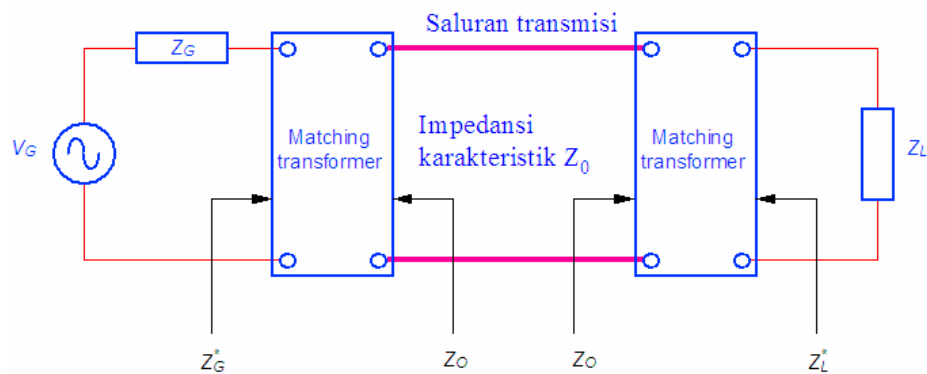 Saluran transmisi
Z_G
V_G
Matching
transformer
Impedansi
karakteristik Z_0
Matching
transformer
Z_L
Z_G^*
Z_O
Z_O
Z_L^*